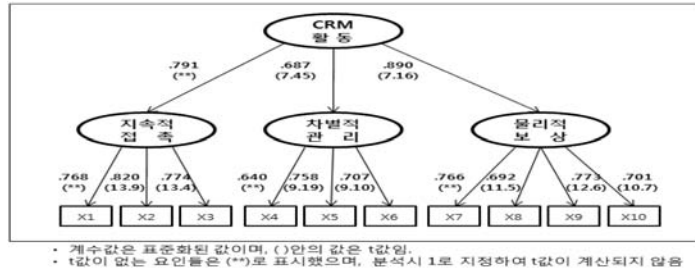 CRM
활 동
.791 .687 .890
(**) (7.45) (7.16)
지속적 차별적 물리적
접 촉 관 리 보 상
.768 .820 .774 .640 .758 .707 .766 .692 .773 .701
(**) (13.9) (13.4) (**) (9.19) (9.10) (**) (11.5) (12.6) (10.7)
X1 X2 X3 X4 X5 X6 X7 X8 X9 X10
• 계수값은 표준화된 값이며, ( )안의 값은 t값임.
• t값이 없는 요인들은 (**)로 표시했으며, 분석시 1로 지정하여 t값이 계산되지 않음